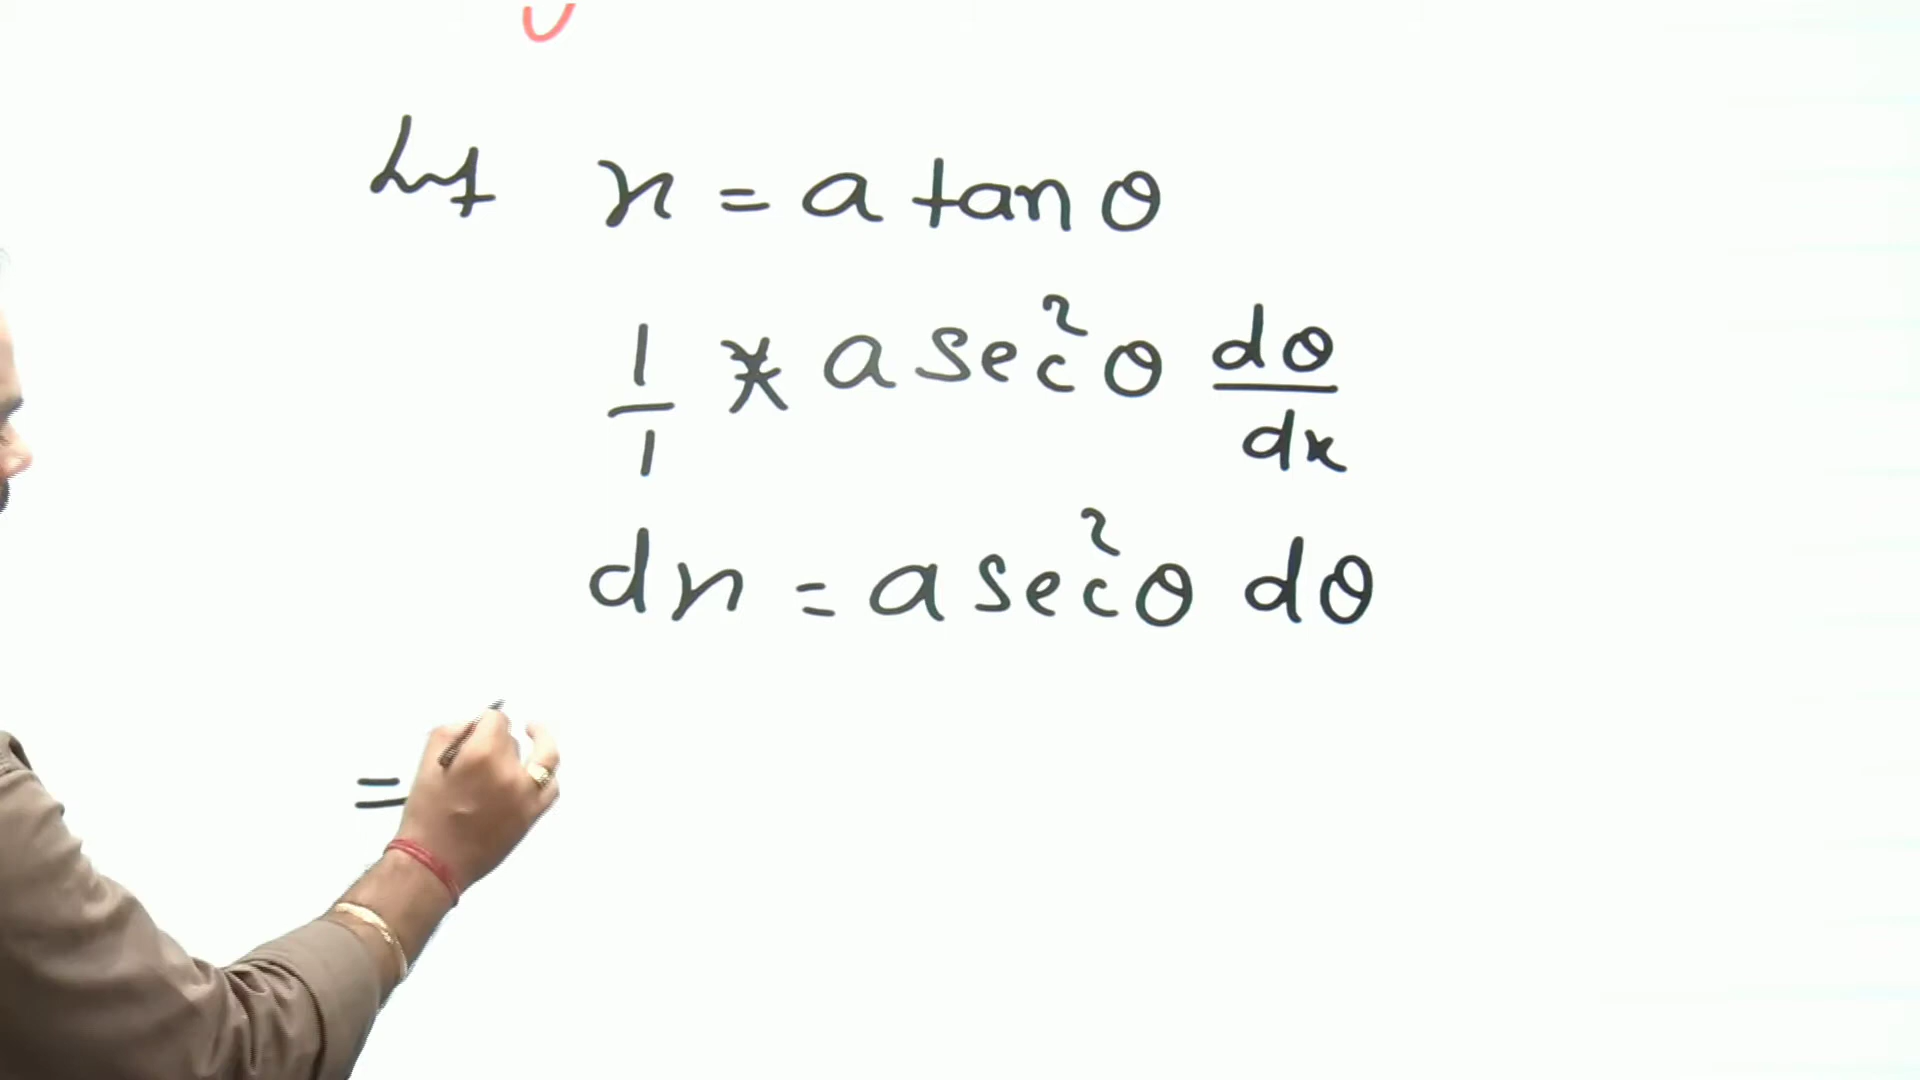 Let x = a tan θ
1/1 * a sec²θ dθ/dx
dx = a sec²θ dθ
=